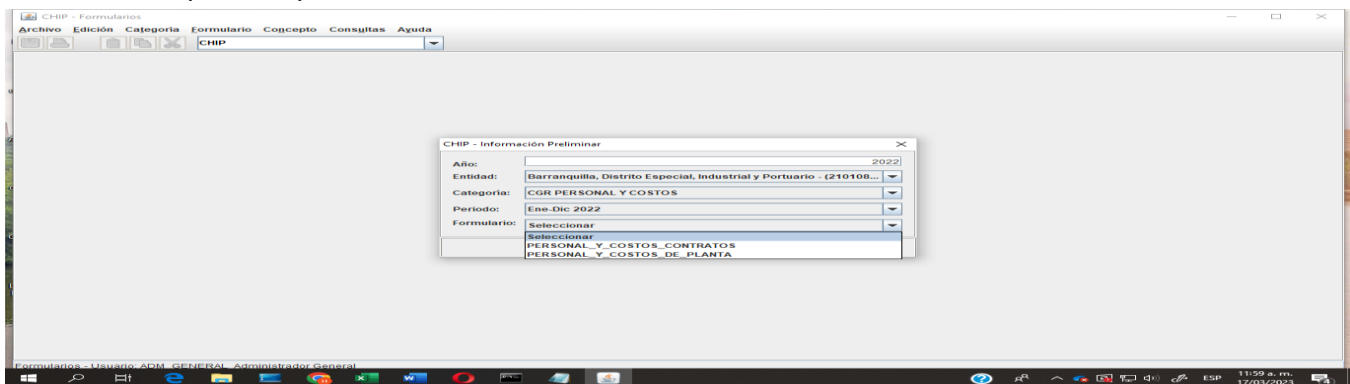 CHIP - Formularios
Archivo Edición Categoría Formulario Concepto Consultas Ayuda
CHIP
CHIP - Información Preliminar
Año: 2022
Entidad: Barranquilla, Distrito Especial, Industrial y Portuario - (210108...
Categoría: CGR PERSONAL Y COSTOS
Periodo: Ene-Dic 2022
Formulario: Seleccionar
Seleccionar
PERSONAL_Y_COSTOS_CONTRATOS
PERSONAL_Y_COSTOS_DE_PLANTA
Formularios - Usuario: ADM_GENERAL, Administrador General
ESP 11:59 a. m.
17/03/2023